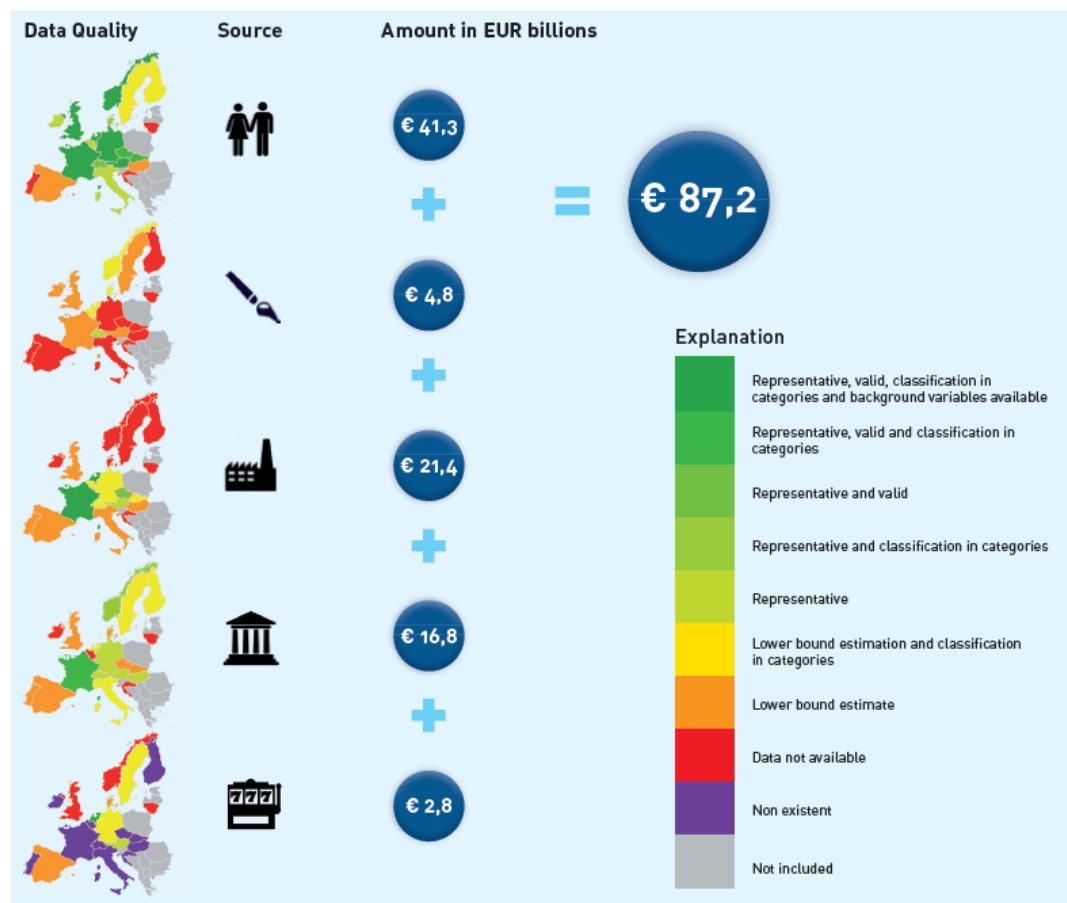 Data Quality
Source
Amount in EUR billions
€ 41,3
€ 87,2
€ 4,8
€ 21,4
€ 16,8
777
€ 2,8
Explanation
Representative, valid, classification in
categories and background variables available
Representative, valid and classification in
categories
Representative and valid
Representative and classification in categories
Representative
Lower bound estimation and classification
in categories
Lower bound estimate
Data not available
Non existent
Not included